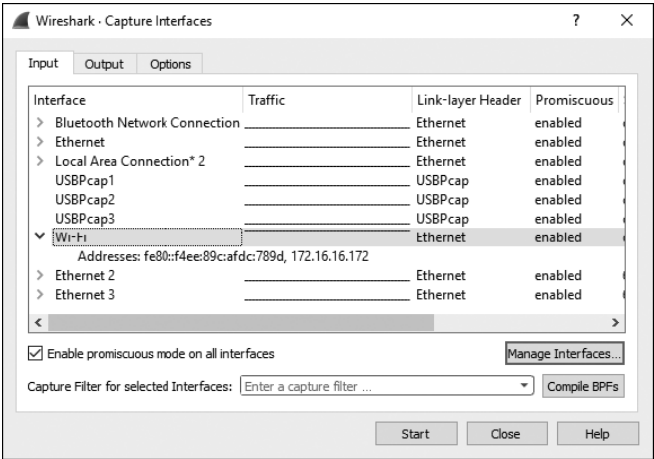 Wireshark · Capture Interfaces ? ×
Input Output Options
Interface Traffic Link-layer Header Promiscuous
Bluetooth Network Connection Ethernet enabled
Ethernet Ethernet enabled
Local Area Connection* 2 Ethernet enabled
USBPcap1 USBPcap enabled
USBPcap2 USBPcap enabled
USBPcap3 USBPcap enabled
Wi-Fi Ethernet enabled
Addresses: fe80::f4ee:89c:afdc:789d, 172.16.16.172
Ethernet 2 Ethernet enabled
Ethernet 3 Ethernet enabled
Enable promiscuous mode on all interfaces Manage Interfaces...
Capture Filter for selected Interfaces: Enter a capture filter ... Compile BPFs
Start Close Help